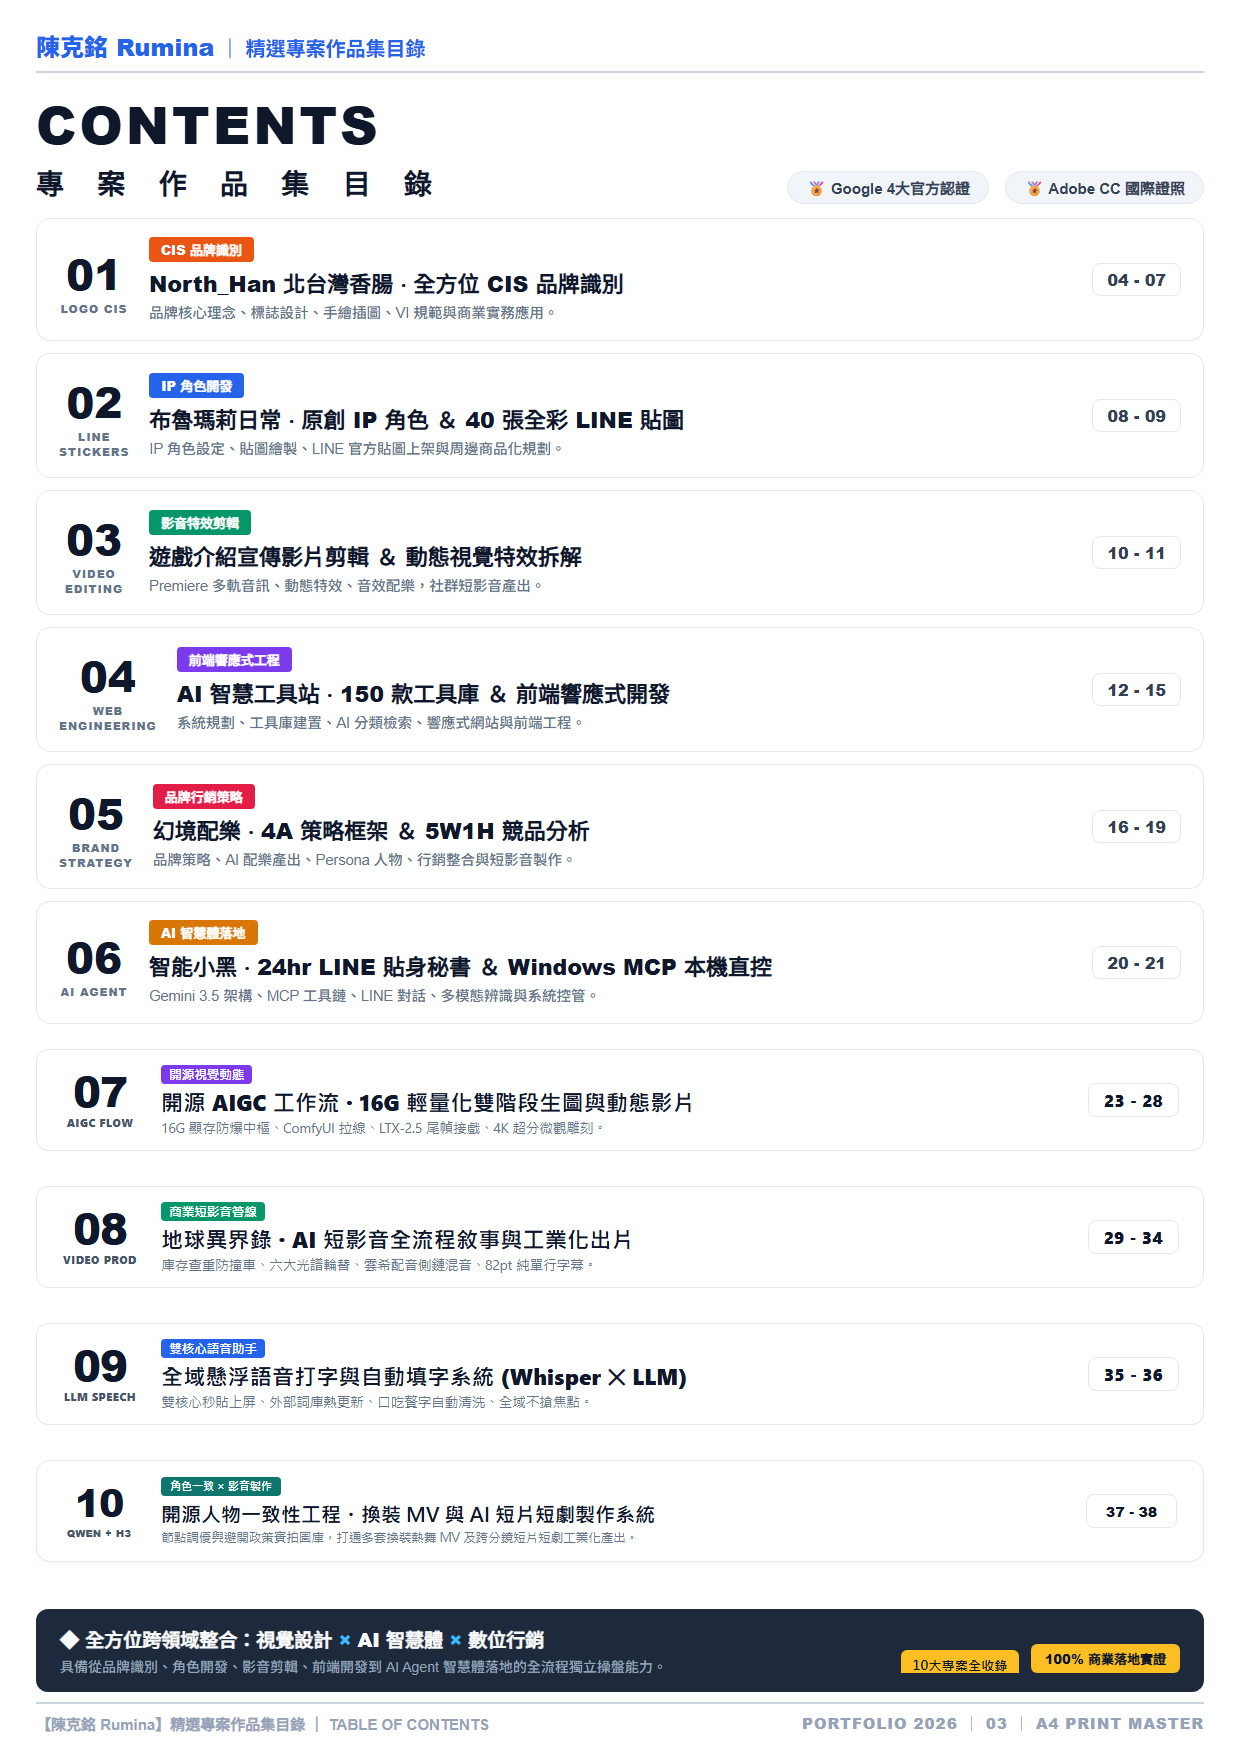 陳克銘 Rumina | 精選專案作品集目錄
CONTENTS
專案作品集目錄
🏅 Google 4大官方認證
🏅 Adobe CC 國際證照
01
LOGO CIS
CIS 品牌識別
North_Han 北台灣香腸 · 全方位 CIS 品牌識別
品牌核心理念、標誌設計、手繪插圖、VI 規範與商業實務應用。
04 - 07
02
LINE
STICKERS
IP 角色開發
布魯瑪莉日常 · 原創 IP 角色 & 40 張全彩 LINE 貼圖
IP 角色設定、貼圖繪製、LINE 官方貼圖上架與周邊商品化規劃。
08 - 09
03
VIDEO
EDITING
影音特效剪輯
遊戲介紹宣傳影片剪輯 & 動態視覺特效拆解
Premiere 多軌音訊、動態特效、音效配樂，社群短影音產出。
10 - 11
04
WEB
ENGINEERING
前端響應式工程
AI 智慧工具站 · 150 款工具庫 & 前端響應式開發
系統規劃、工具庫建置、AI 分類檢索、響應式網站與前端工程。
12 - 15
05
BRAND
STRATEGY
品牌行銷策略
幻境配樂 · 4A 策略框架 & 5W1H 競品分析
品牌策略、AI 配樂產出、Persona 人物、行銷整合與短影音製作。
16 - 19
06
AI AGENT
AI 智慧體落地
智能小黑 · 24hr LINE 貼身秘書 & Windows MCP 本機直控
Gemini 3.5 架構、MCP 工具鏈、LINE 對話、多模態辨識與系統控管。
20 - 21
07
AIGC FLOW
開源視覺動態
開源 AIGC 工作流 · 16G 輕量化雙階段生圖與動態影片
16G 顯存防爆中樞、ComfyUI 拉線、LTX-2.5 尾幀接戲、4K 超分微觀雕刻。
23 - 28
08
VIDEO PROD
商業短影音管線
地球異界錄 · AI 短影音全流程敘事與工業化出片
庫存查重防撞車、六大光譜輪替、雲希配音側鏈混音、82pt 純單行字幕。
29 - 34
09
LLM SPEECH
雙核心語音助手
全域懸浮語音打字與自動填字系統 (Whisper ✕ LLM)
雙核心秒貼上屏、外部詞庫熱更新、口吃贅字自動清洗、全域不搶焦點。
35 - 36
10
QWEN + H3
角色一致 × 影音製作
開源人物一致性工程 · 換裝 MV 與 AI 短片短劇製作系統
節點調優與避開政策實拍圖庫，打通多套換裝熱舞 MV 及跨分鏡短片短劇工業化產出。
37 - 38
◆ 全方位跨領域整合：視覺設計 × AI 智慧體 × 數位行銷
具備從品牌識別、角色開發、影音剪輯、前端開發到 AI Agent 智慧體落地的全流程獨立操盤能力。
10大專案全收錄
100% 商業落地實證
【陳克銘 Rumina】精選專案作品集目錄 | TABLE OF CONTENTS
PORTFOLIO 2026 | 03 | A4 PRINT MASTER